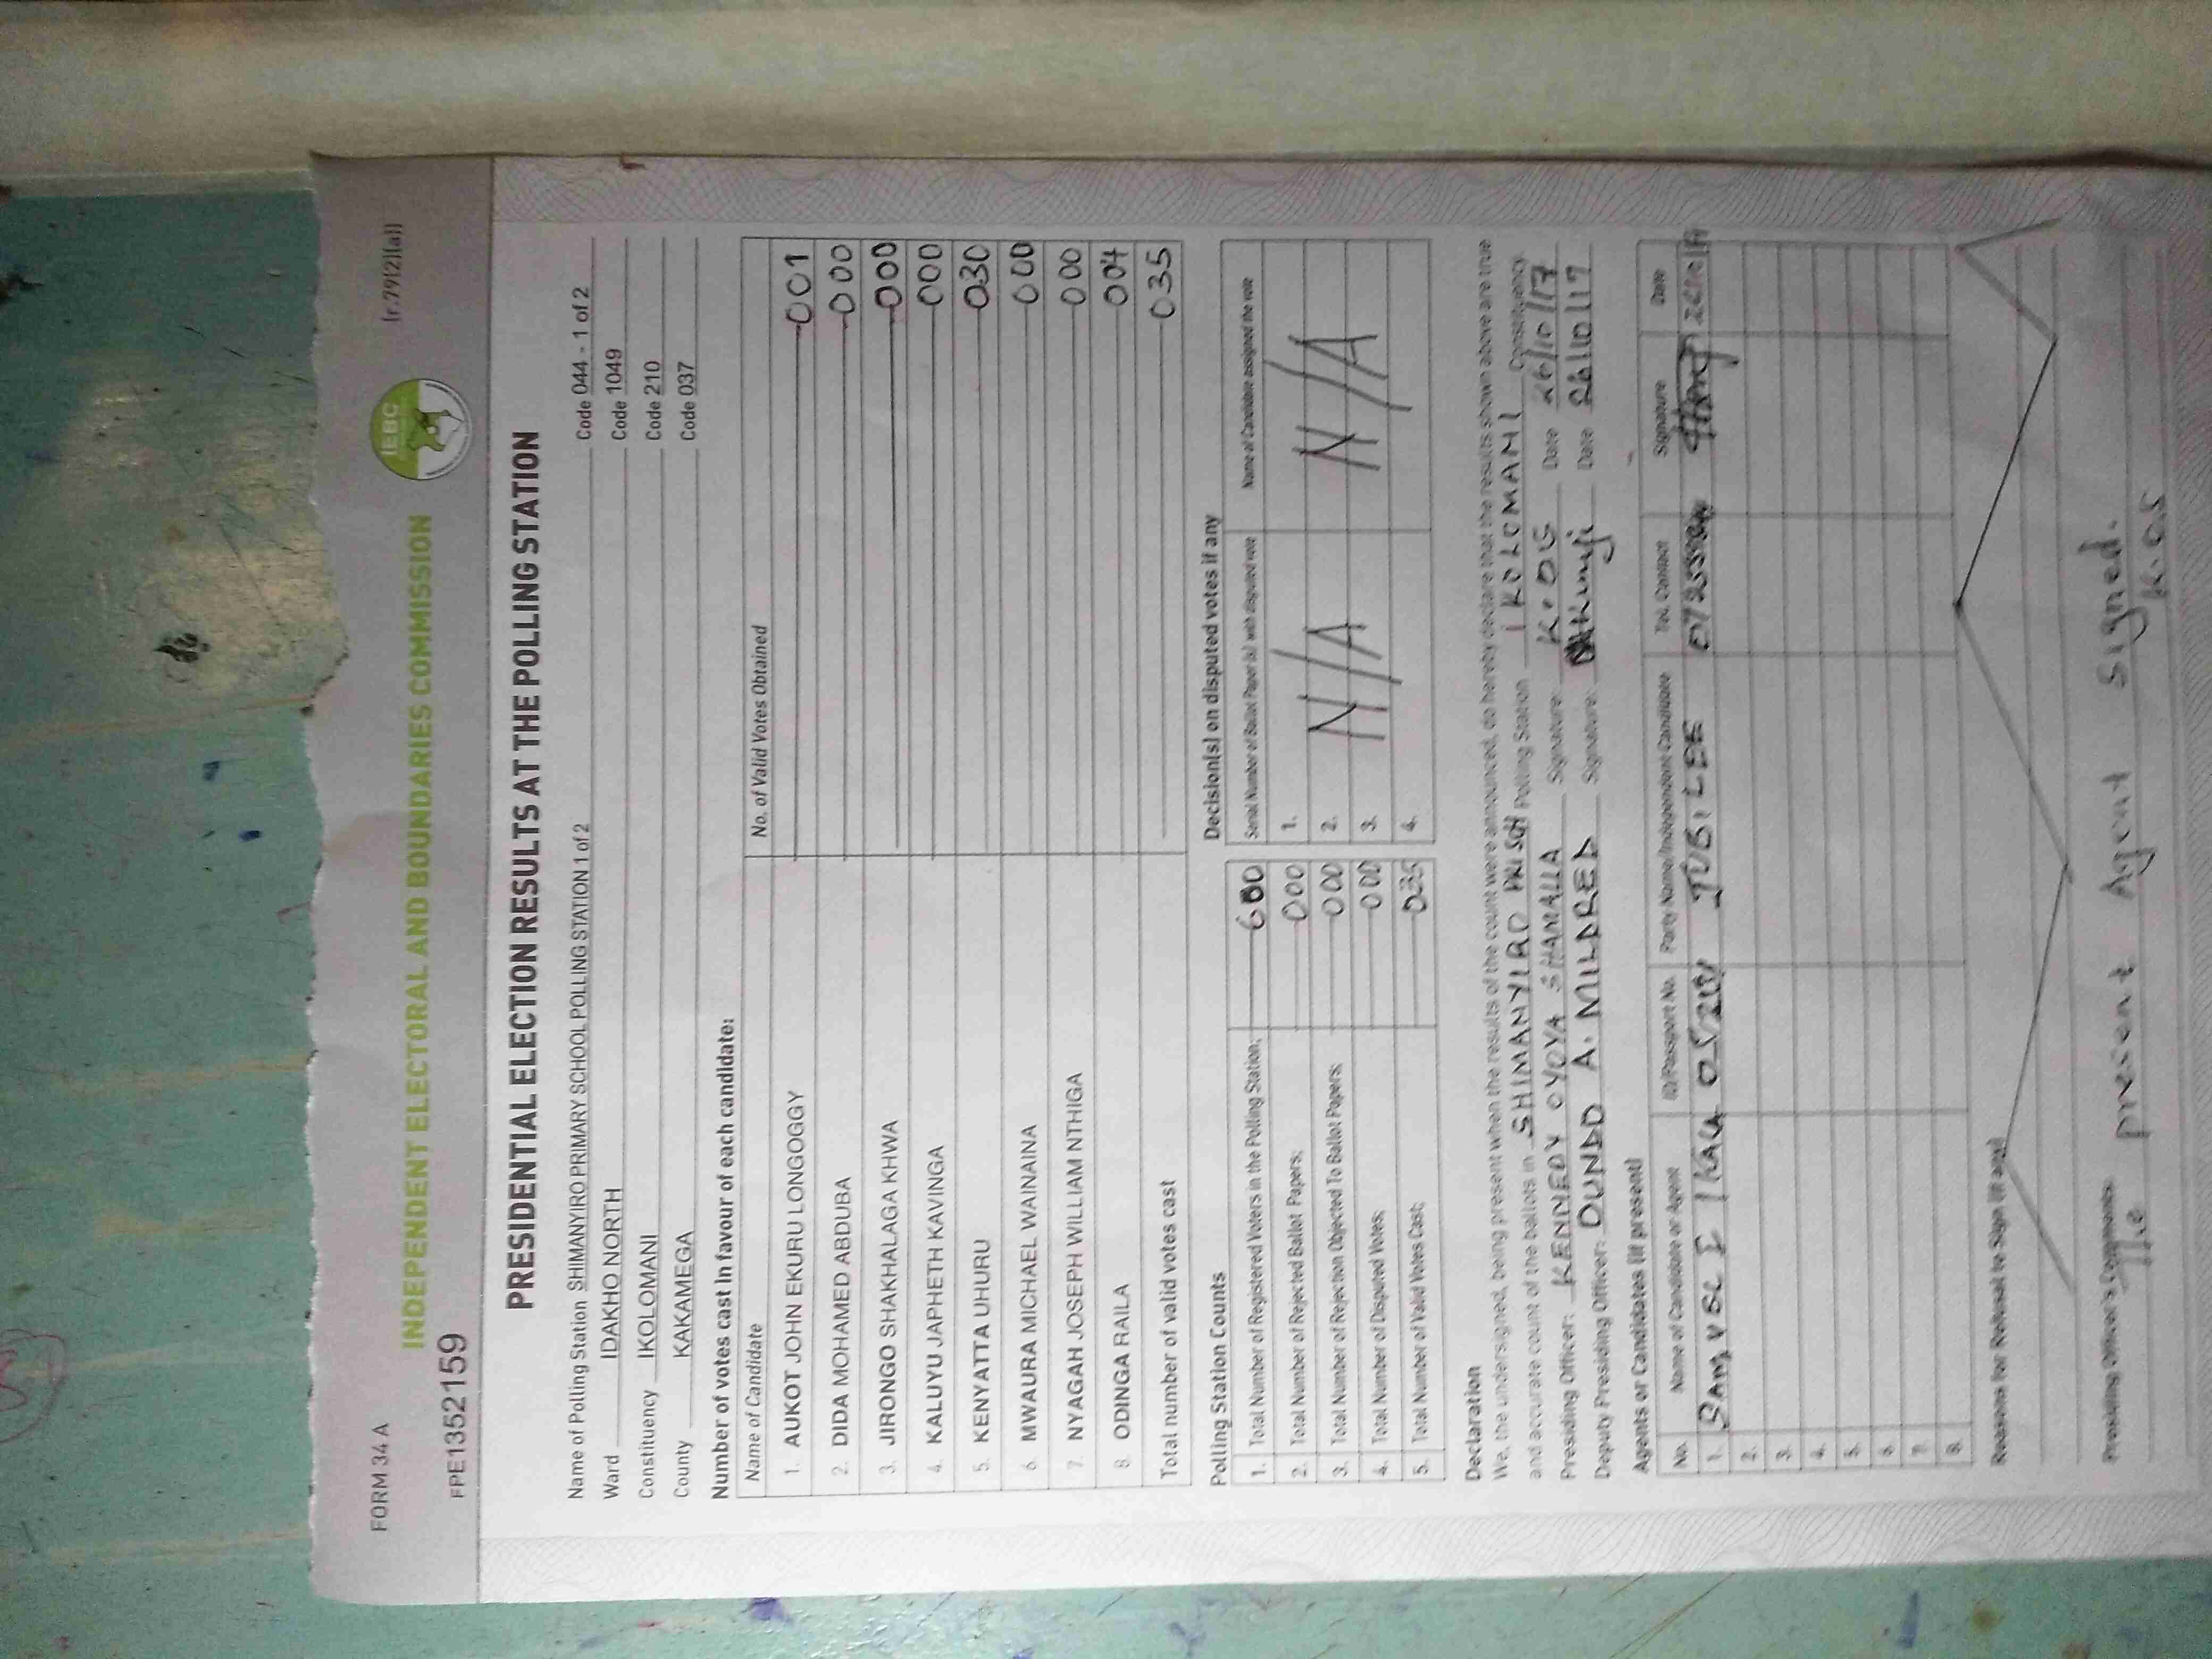 FORM 34 A
(r.79(2)(a))
IEBC
INDEPENDENT ELECTORAL AND BOUNDARIES COMMISSION
FPE1352159
PRESIDENTIAL ELECTION RESULTS AT THE POLLING STATION
Name of Polling Station SHIMANYIRO PRIMARY SCHOOL POLLING STATION 1 of 2 Code 044 - 1 of 2
Ward IDAKHO NORTH Code 1049
Constituency IKOLOMANI Code 210
County KAKAMEGA Code 037
Number of votes cast In favour of each candidate:
Name of Candidate No. of Valid Votes Obtained
1. AUKOT JOHN EKURU LONGOGGY 001
2. DIDA MOHAMED ABDUBA 000
3. JIRONGO SHAKHALAGA KHWA 000
4. KALUYU JAPHETH KAVINGA 000
5. KENYATTA UHURU 030
6 MWAURA MICHAEL WAINAINA 000
7. NYAGAH JOSEPH WILLIAM NTHIGA 000
8. ODINGA RAILA 004
Total number of valid votes cast 035
Polling Station Counts
1. Total Number of Registered Voters in the Polling Station;
2. Total Number of Rejected Ballot Papers; 000
3. Total Number of Rejection Objected To Ballot Papers; 000
4. Total Number of Disputed Votes; 000
5. Total Number of Valid Votes Cast; 035
Decision(s) on disputed votes if any
Serial Number of Ballot Paper (s) with disputed vote Name of Candidate assigned the vote
1.
2. N/A N/A
3.
4.
Declaration
We, the undersigned, being present when the results of the count were announced, do hereby declare that the results shown above are true
and accurate count of the ballots in SHIMANYIRO PRI SCH Polling Station IKOLOMANI Constituency
Presiding Officer: KENNEDY OYOYA SHAMALLA Signature: K.OS Date 26/10/17
Deputy Presiding Officer: DUNDO A. MILDRED Signature: Date 26/10/17
Agents or Candidates (if present)
No. Name of Candidate or Agent ID/Passport No. Party Name/Independent Candidate Tel. Contact Signature Date
1. SAMVEL JUBILEE
2.
3.
4.
5.
6.
7.
8.
Reasons for Refusal to Sign (if any)
Presiding Officer's Comments:
The present Agent signed.
K.O.S